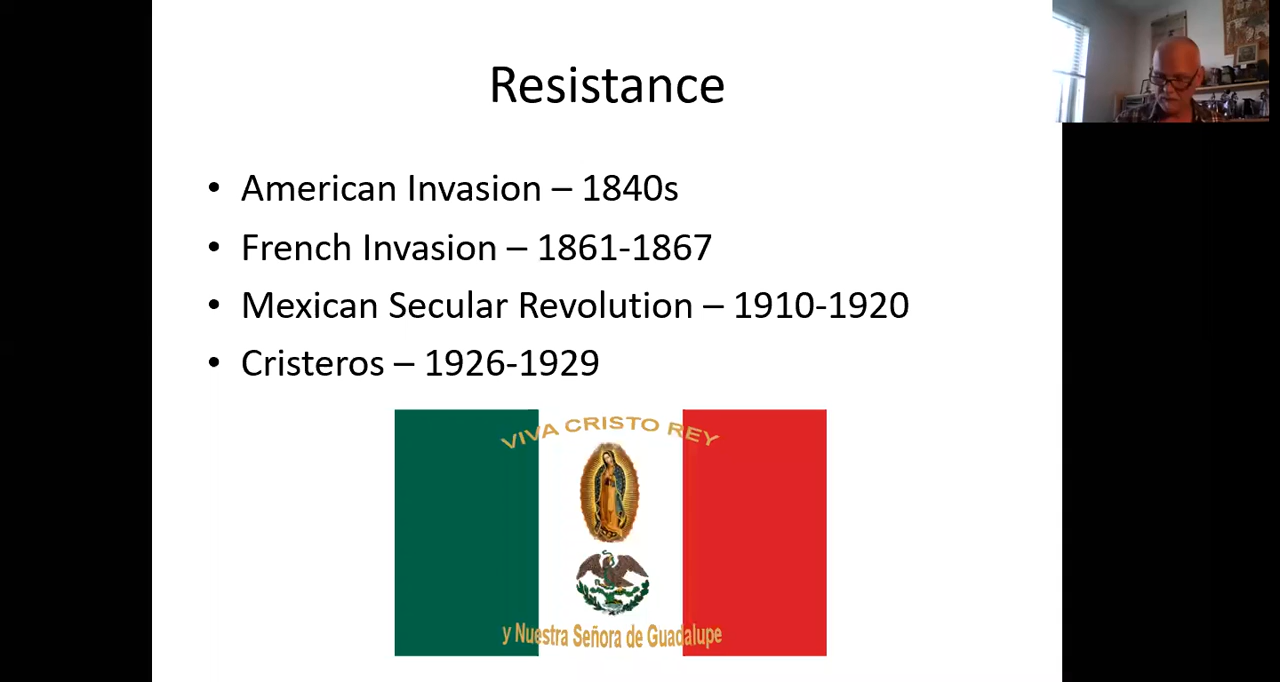 Resistance
• American Invasion – 1840s
• French Invasion – 1861-1867
• Mexican Secular Revolution – 1910-1920
• Cristeros – 1926-1929
VIVA CRISTO REY
y Nuestra Señora de Guadalupe